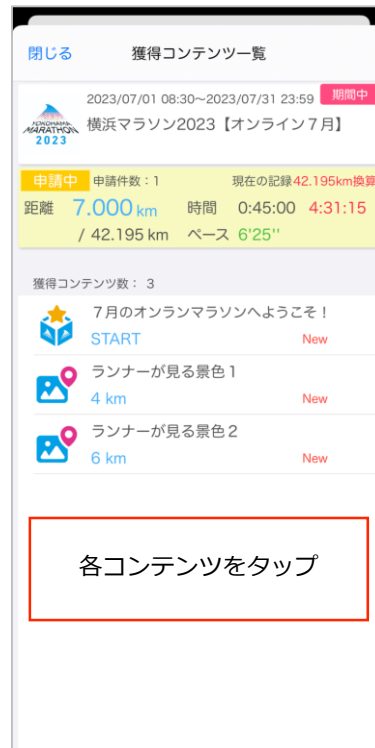 閉じる 獲得コンテンツ一覧
2023/07/01 08:30~2023/07/31 23:59 期間中
YOKOHAMA
MARATHON
2023
横浜マラソン2023【オンライン7月】
申請中 申請件数：1 現在の記録42.195km換算
距離 7.000 km 時間 0:45:00 4:31:15
/ 42.195 km ペース 6'25''
獲得コンテンツ数： 3
７月のオンランマラソンへようこそ！
START New
ランナーが見る景色１
4 km New
ランナーが見る景色２
6 km New
各コンテンツをタップ